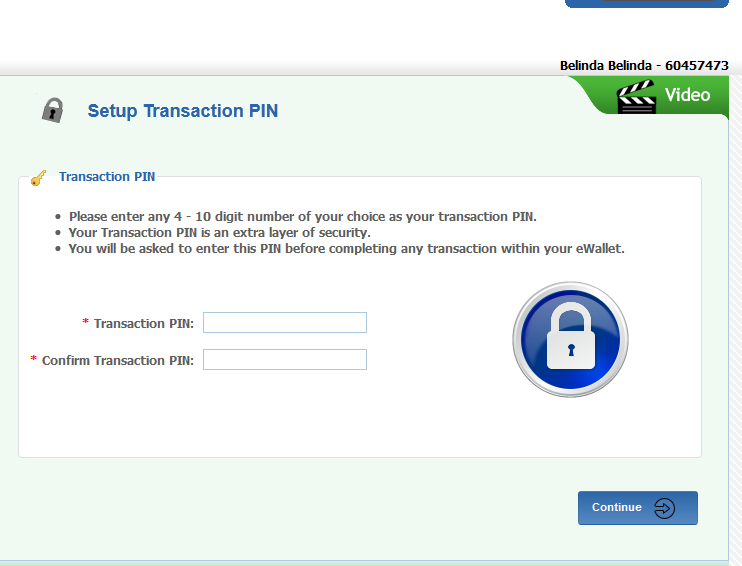 Belinda Belinda - 60457473
Video
Setup Transaction PIN
Transaction PIN
• Please enter any 4 - 10 digit number of your choice as your transaction PIN.
• Your Transaction PIN is an extra layer of security.
• You will be asked to enter this PIN before completing any transaction within your eWallet.
* Transaction PIN:
* Confirm Transaction PIN:
Continue